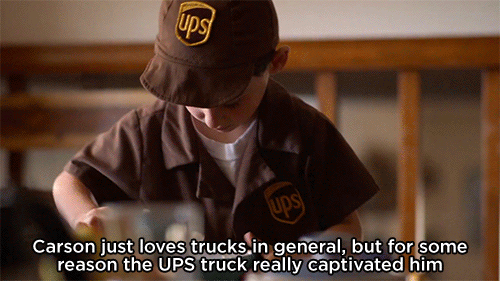 ups
ups
Carson just loves trucks in general, but for some
reason the UPS truck really captivated him